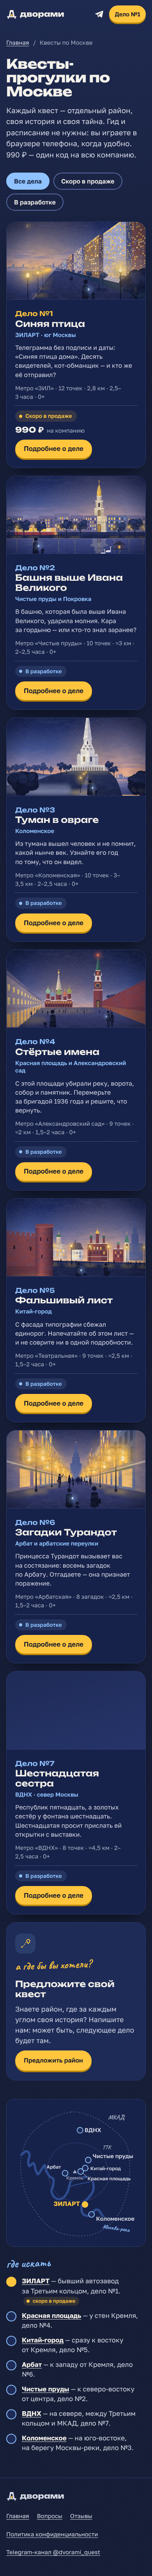 дворами
Дело №1
Главная / Квесты по Москве
Квесты-
прогулки по
Москве
Каждый квест — отдельный район,
своя история и своя тайна. Гид и
расписание не нужны: вы играете в
браузере телефона, когда удобно.
990 ₽ — один код на всю компанию.
Все дела
Скоро в продаже
В разработке
Дело №1
Синяя птица
ЗИЛАРТ · юг Москвы
Телеграмма без подписи и даты:
«Синяя птица дома». Десять
свидетелей, кот-обманщик — и кто же
её отправил?
Метро «ЗИЛ» · 12 точек · 2,8 км · 2,5–
3 часа · 0+
Скоро в продаже
990 ₽ на компанию
Подробнее о деле
Дело №2
Башня выше Ивана
Великого
Чистые пруды и Покровка
В башню, которая была выше Ивана
Великого, ударила молния. Кара
за гордыню — или кто-то знал заранее?
Метро «Чистые пруды» · 10 точек · ≈3 км ·
2–2,5 часа · 0+
В разработке
Подробнее о деле
Дело №3
Туман в овраге
Коломенское
Из тумана вышел человек и не помнит,
какой нынче век. Узнайте его год
по тому, что он видел.
Метро «Коломенская» · 10 точек · 3–
3,5 км · 2–2,5 часа · 0+
В разработке
Подробнее о деле
Дело №4
Стёртые имена
Красная площадь и Александровский
сад
С этой площади убирали реку, ворота,
собор и памятник. Перемерьте
за бригадой 1936 года и решите, что
вернуть.
Метро «Александровский сад» · 9 точек ·
≈2 км · 1,5–2 часа · 0+
В разработке
Подробнее о деле
Дело №5
Фальшивый лист
Китай-город
С фасада типографии сбежал
единорог. Напечатайте об этом лист —
и не соврите ни в одной подробности.
Метро «Театральная» · 9 точек · ≈2,5 км ·
1,5–2 часа · 0+
В разработке
Подробнее о деле
Дело №6
Загадки Турандот
Арбат и арбатские переулки
Принцесса Турандот вызывает вас
на состязание: восемь загадок
по Арбату. Отгадаете — она признает
поражение.
Метро «Арбатская» · 8 загадок · ≈2,5 км ·
1,5–2 часа · 0+
В разработке
Подробнее о деле
Дело №7
Шестнадцатая
сестра
ВДНХ · север Москвы
Республик пятнадцать, а золотых
сестёр у фонтана шестнадцать.
Шестнадцатая просит прислать ей
открытки с выставки.
Метро «ВДНХ» · 8 точек · ≈4,5 км · 2–
2,5 часа · 0+
В разработке
Подробнее о деле
а где бы вы хотели?
Предложите свой
квест
Знаете район, где за каждым
углом своя история? Напишите
нам: может быть, следующее дело
будет там.
Предложить район
МКАД
ВДНХ
ТТК
Чистые пруды
Арбат
Китай-город
Кремль
Красная площадь
ЗИЛАРТ
Коломенское
Москва-река
где искать
ЗИЛАРТ — бывший автозавод
за Третьим кольцом, дело №1.
скоро в продаже
Красная площадь — у стен Кремля,
дело №4.
Китай-город — сразу к востоку
от Кремля, дело №5.
Арбат — к западу от Кремля, дело
№6.
Чистые пруды — к северо-востоку
от центра, дело №2.
ВДНХ — на севере, между Третьим
кольцом и МКАД, дело №7.
Коломенское — на юго-востоке,
на берегу Москвы-реки, дело №3.
дворами
Главная Вопросы Отзывы
Политика конфиденциальности
Telegram-канал @dvorami_quest